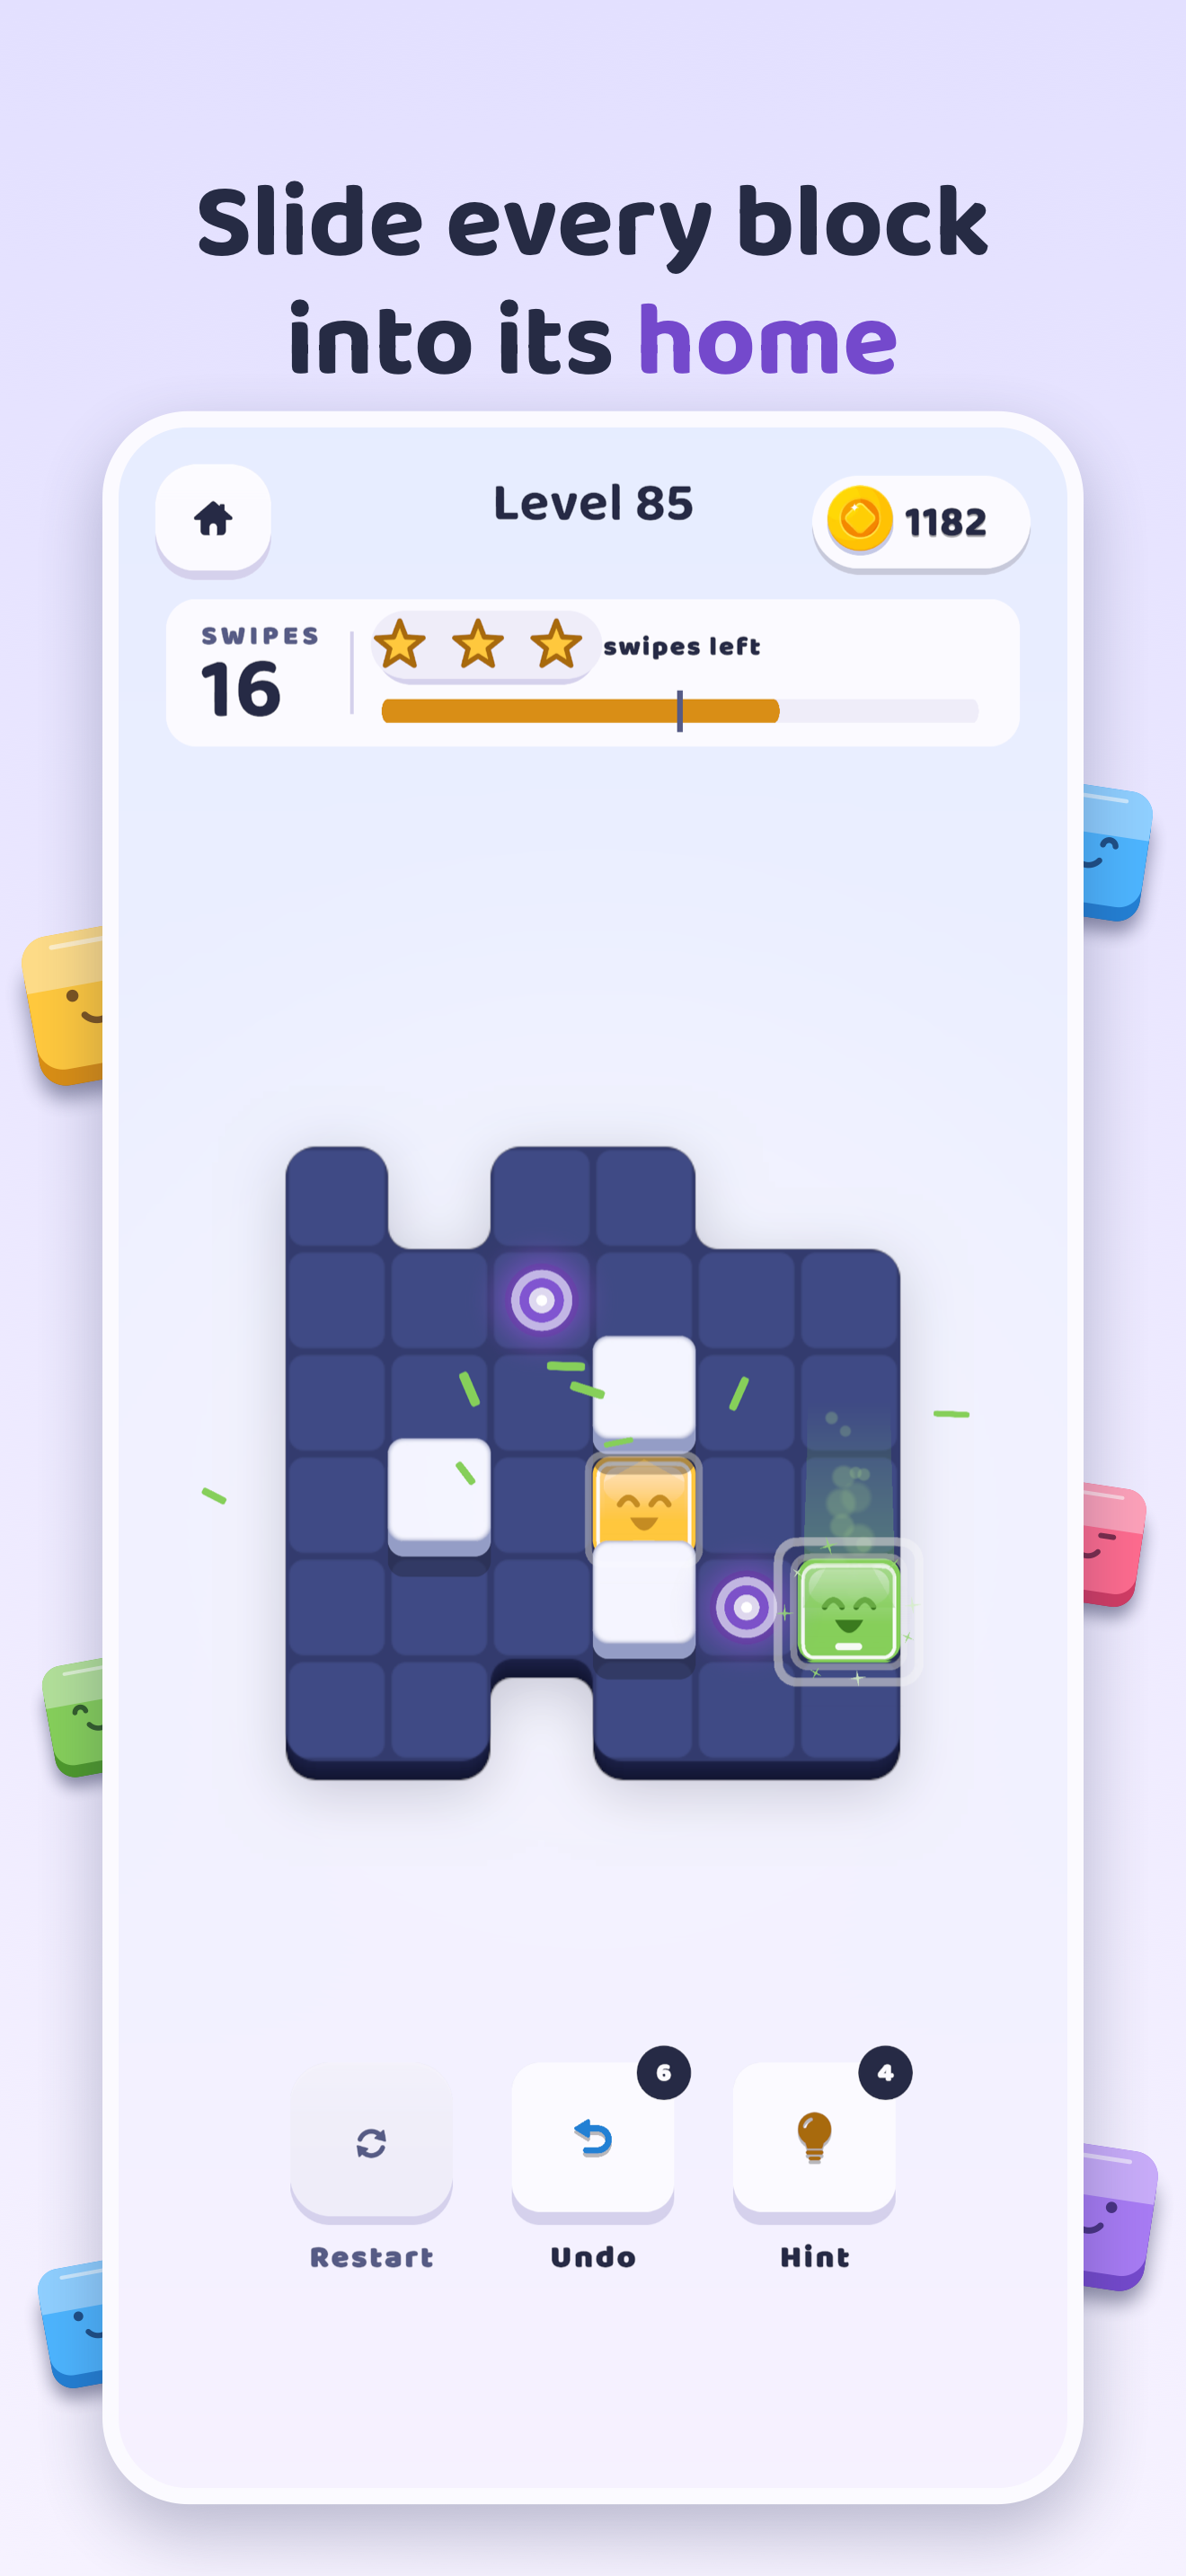 Slide every block
into its home
Level 85
1182
SWIPES
16
swipes left
6
4
Restart
Undo
Hint